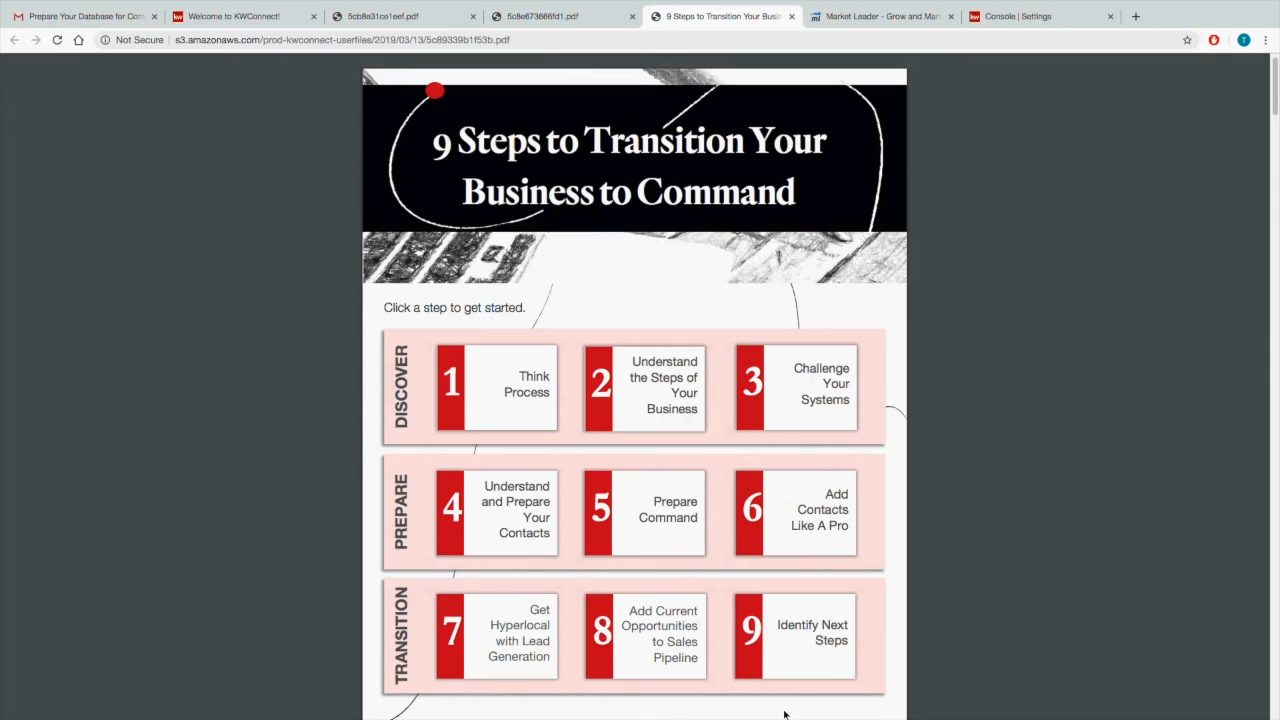 Prepare Your Database for Com
Welcome to KWConnect!
5cb8e31ce1eef.pdf
5c8e673666fd1.pdf
9 Steps to Transition Your Busin
Market Leader - Grow and Man
Console | Settings
Not Secure
s3.amazonaws.com/prod-kwconnect-userfiles/2019/03/13/5c89339b1f53b.pdf
T
9 Steps to Transition Your
Business to Command
Click a step to get started.
DISCOVER
1
Think
Process
2
Understand
the Steps of
Your
Business
3
Challenge
Your
Systems
PREPARE
4
Understand
and Prepare
Your
Contacts
5
Prepare
Command
6
Add
Contacts
Like A Pro
TRANSITION
7
Get
Hyperlocal
with Lead
Generation
8
Add Current
Opportunities
to Sales
Pipeline
9
Identify Next
Steps